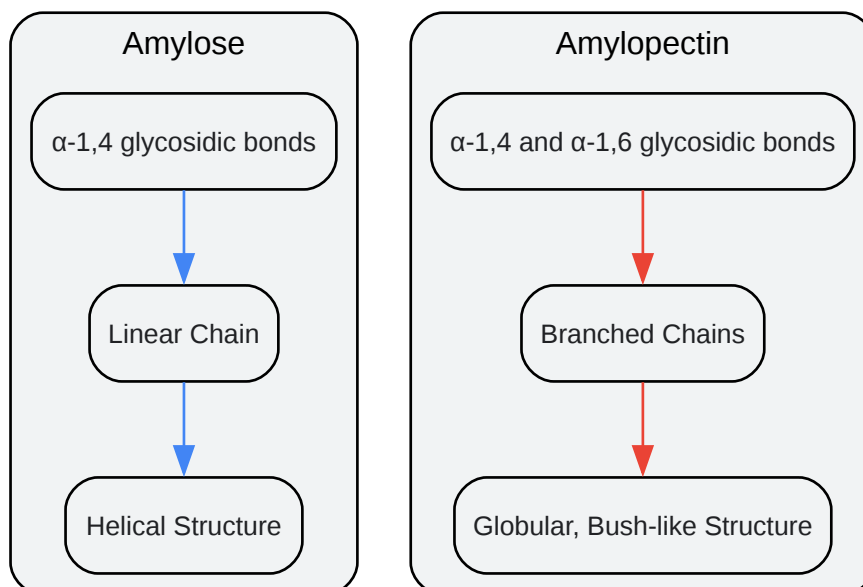 Amylose
α-1,4 glycosidic bonds
Linear Chain
Helical Structure
Amylopectin
α-1,4 and α-1,6 glycosidic bonds
Branched Chains
Globular, Bush-like Structure